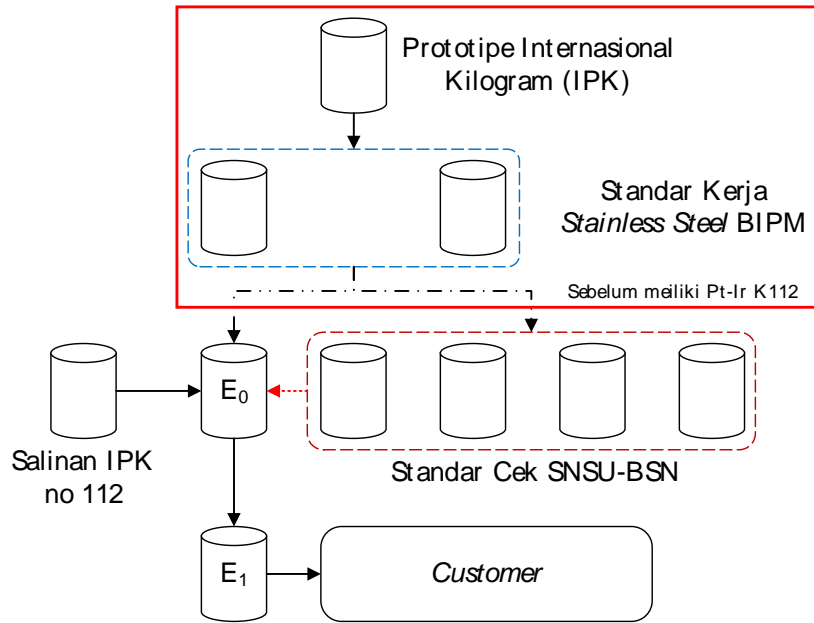 Prototipe Internasional
Kilogram (IPK)
Standar Kerja
Stainless Steel BIPM
Sebelum meiliki Pt-Ir K112
E₀
Salinan IPK
no 112
Standar Cek SNSU-BSN
E₁
Customer